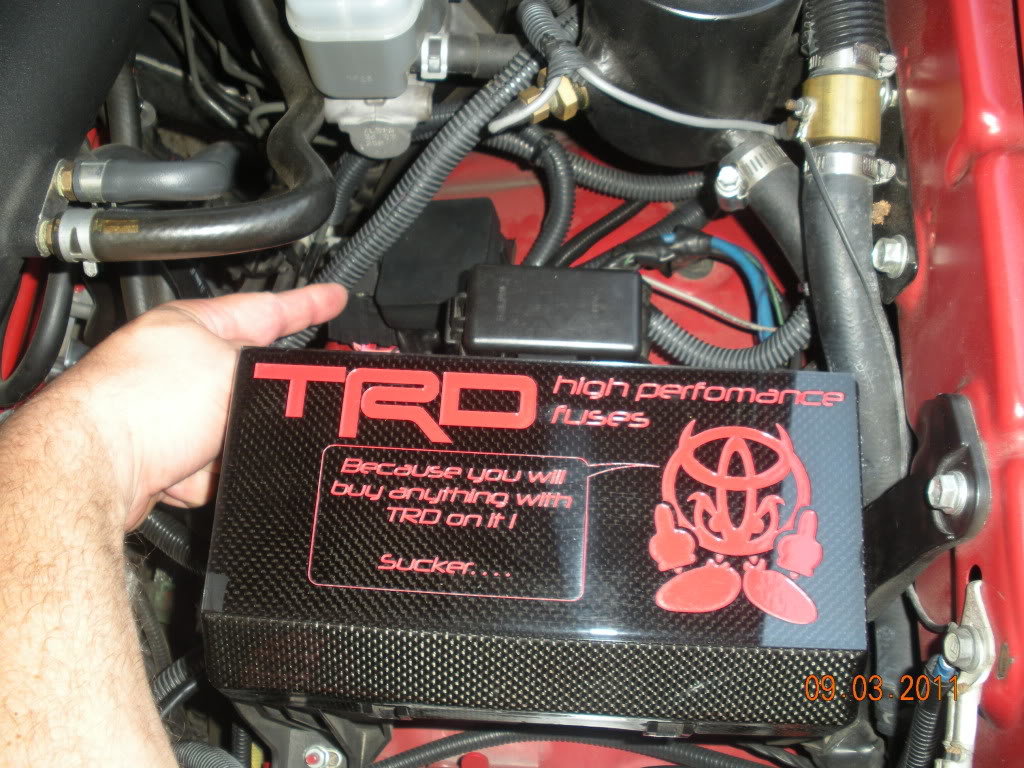 TRD high perfomance
fuses
Because you will
buy anything with
TRD on it !
Sucker....
09.03.2011